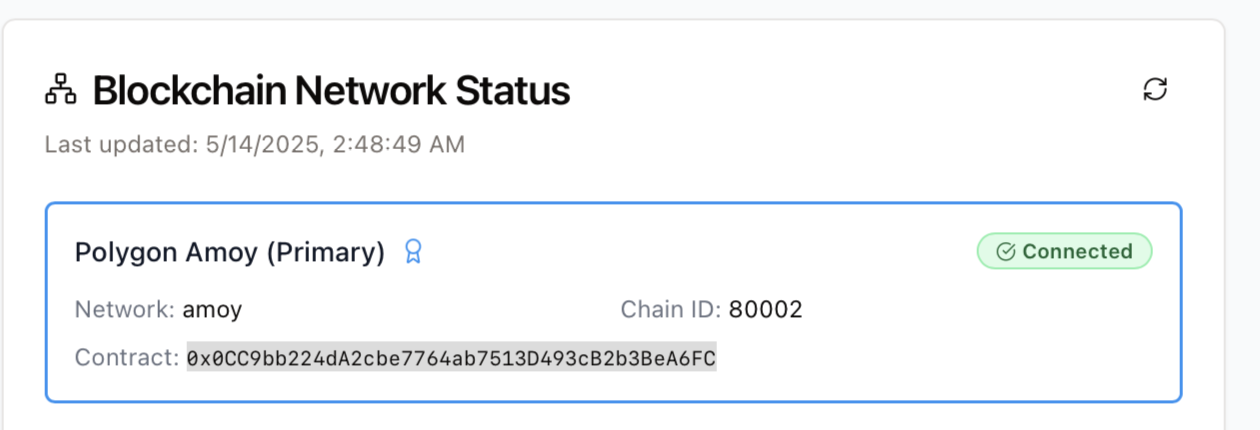 Blockchain Network Status
Last updated: 5/14/2025, 2:48:49 AM
Polygon Amoy (Primary)
Connected
Network: amoy
Chain ID: 80002
Contract: 0x0CC9bb224dA2cbe7764ab7513D493cB2b3BeA6FC